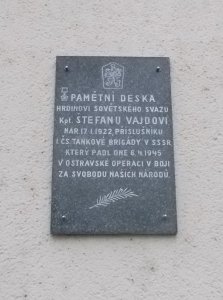 PAMĚTNÍ DESKA
HRDINOVI SOVĚTSKÉHO SVAZU
Kpt. ŠTEFANU VAJDOVI
NAR. 17. 1. 1922, PŘÍSLUŠNÍKU
I. ČS. TANKOVÉ BRIGÁDY V SSSR
KTERÝ PADL DNE 6. 4. 1945
V OSTRAVSKÉ OPERACI V BOJI
ZA SVOBODU NAŠICH NÁRODŮ.